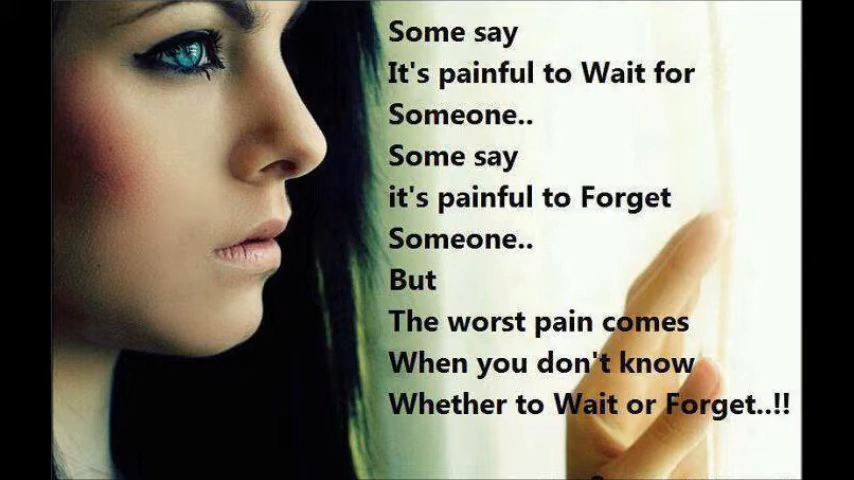 Some say
It's painful to Wait for
Someone..
Some say
it's painful to Forget
Someone..
But
The worst pain comes
When you don't know
Whether to Wait or Forget..!!